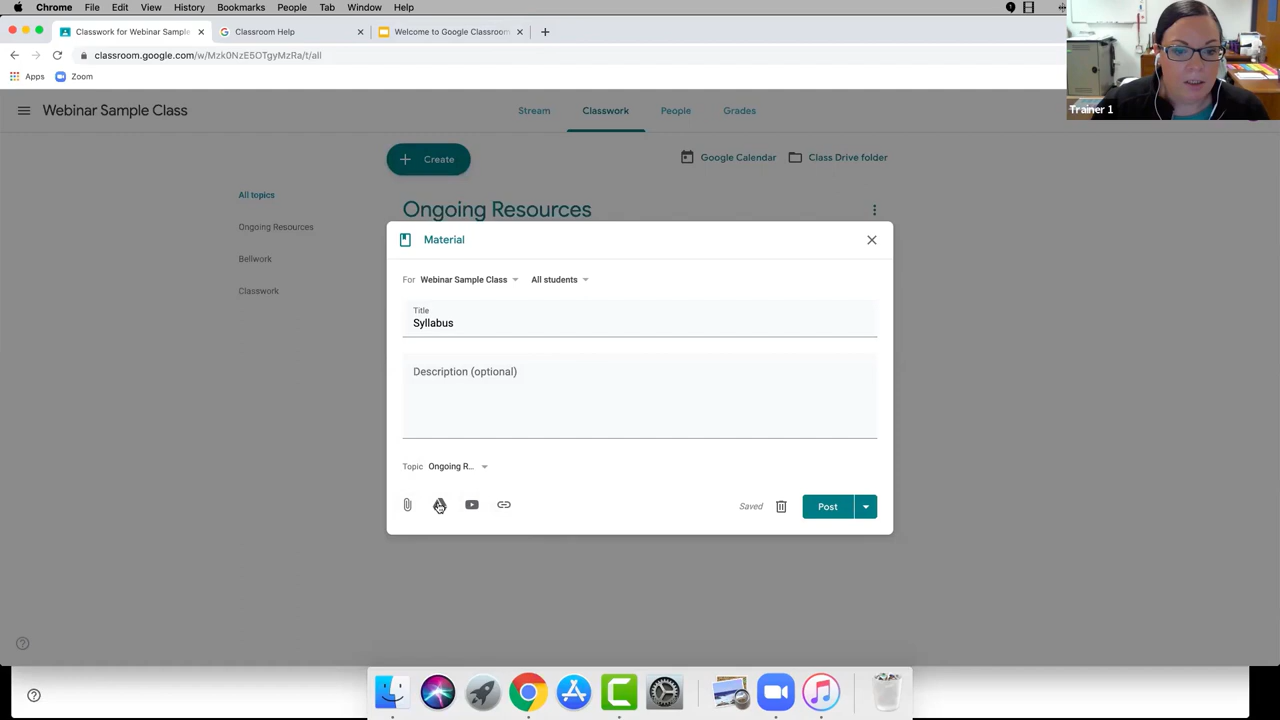 Chrome File Edit View History Bookmarks People Tab Window Help
Classwork for Webinar Sample Classroom Help Welcome to Google Classroom
classroom.google.com/w/Mzk0NzE5OTgyMzRa/t/all
Apps Zoom
Trainer 1
Webinar Sample Class Stream Classwork People Grades
Create Google Calendar Class Drive folder
All topics
Ongoing Resources
Ongoing Resources
Bellwork
Classwork
Material
For Webinar Sample Class All students
Title
Syllabus
Description (optional)
Topic Ongoing R...
Saved Post